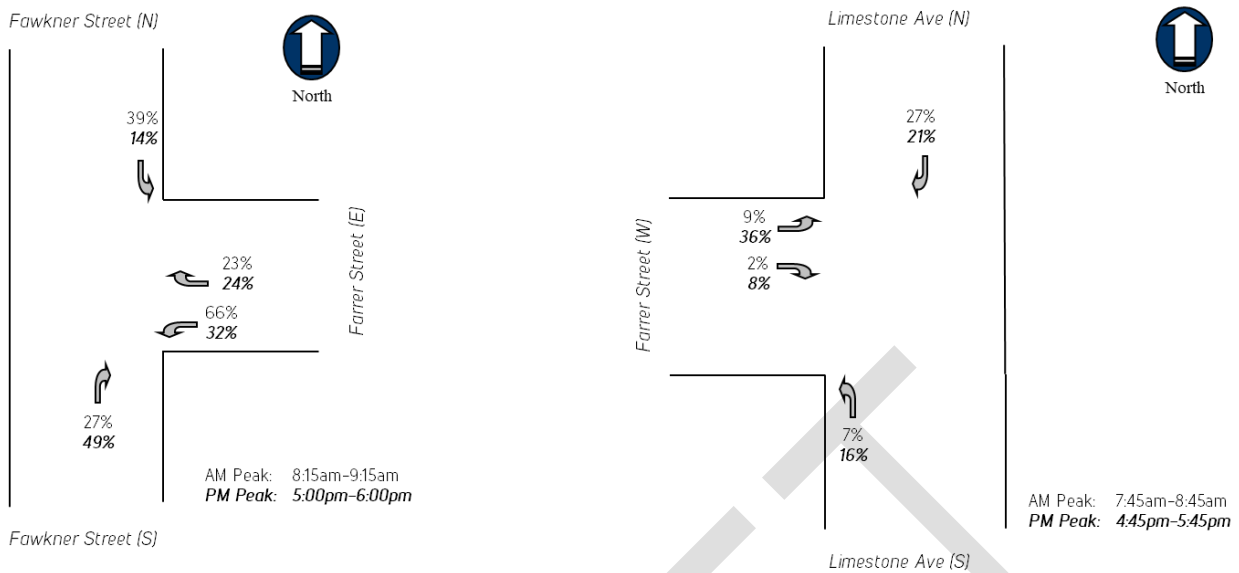 Fawkner Street (N)
North
39%
14%
23%
24%
66%
32%
Farrer Street (E)
27%
49%
AM Peak: 8:15am-9:15am
PM Peak: 5:00pm-6:00pm
Fawkner Street (S)
Limestone Ave (N)
North
27%
21%
Farrer Street (W)
9%
36%
2%
8%
7%
16%
AM Peak: 7:45am-8:45am
PM Peak: 4:45pm-5:45pm
Limestone Ave (S)